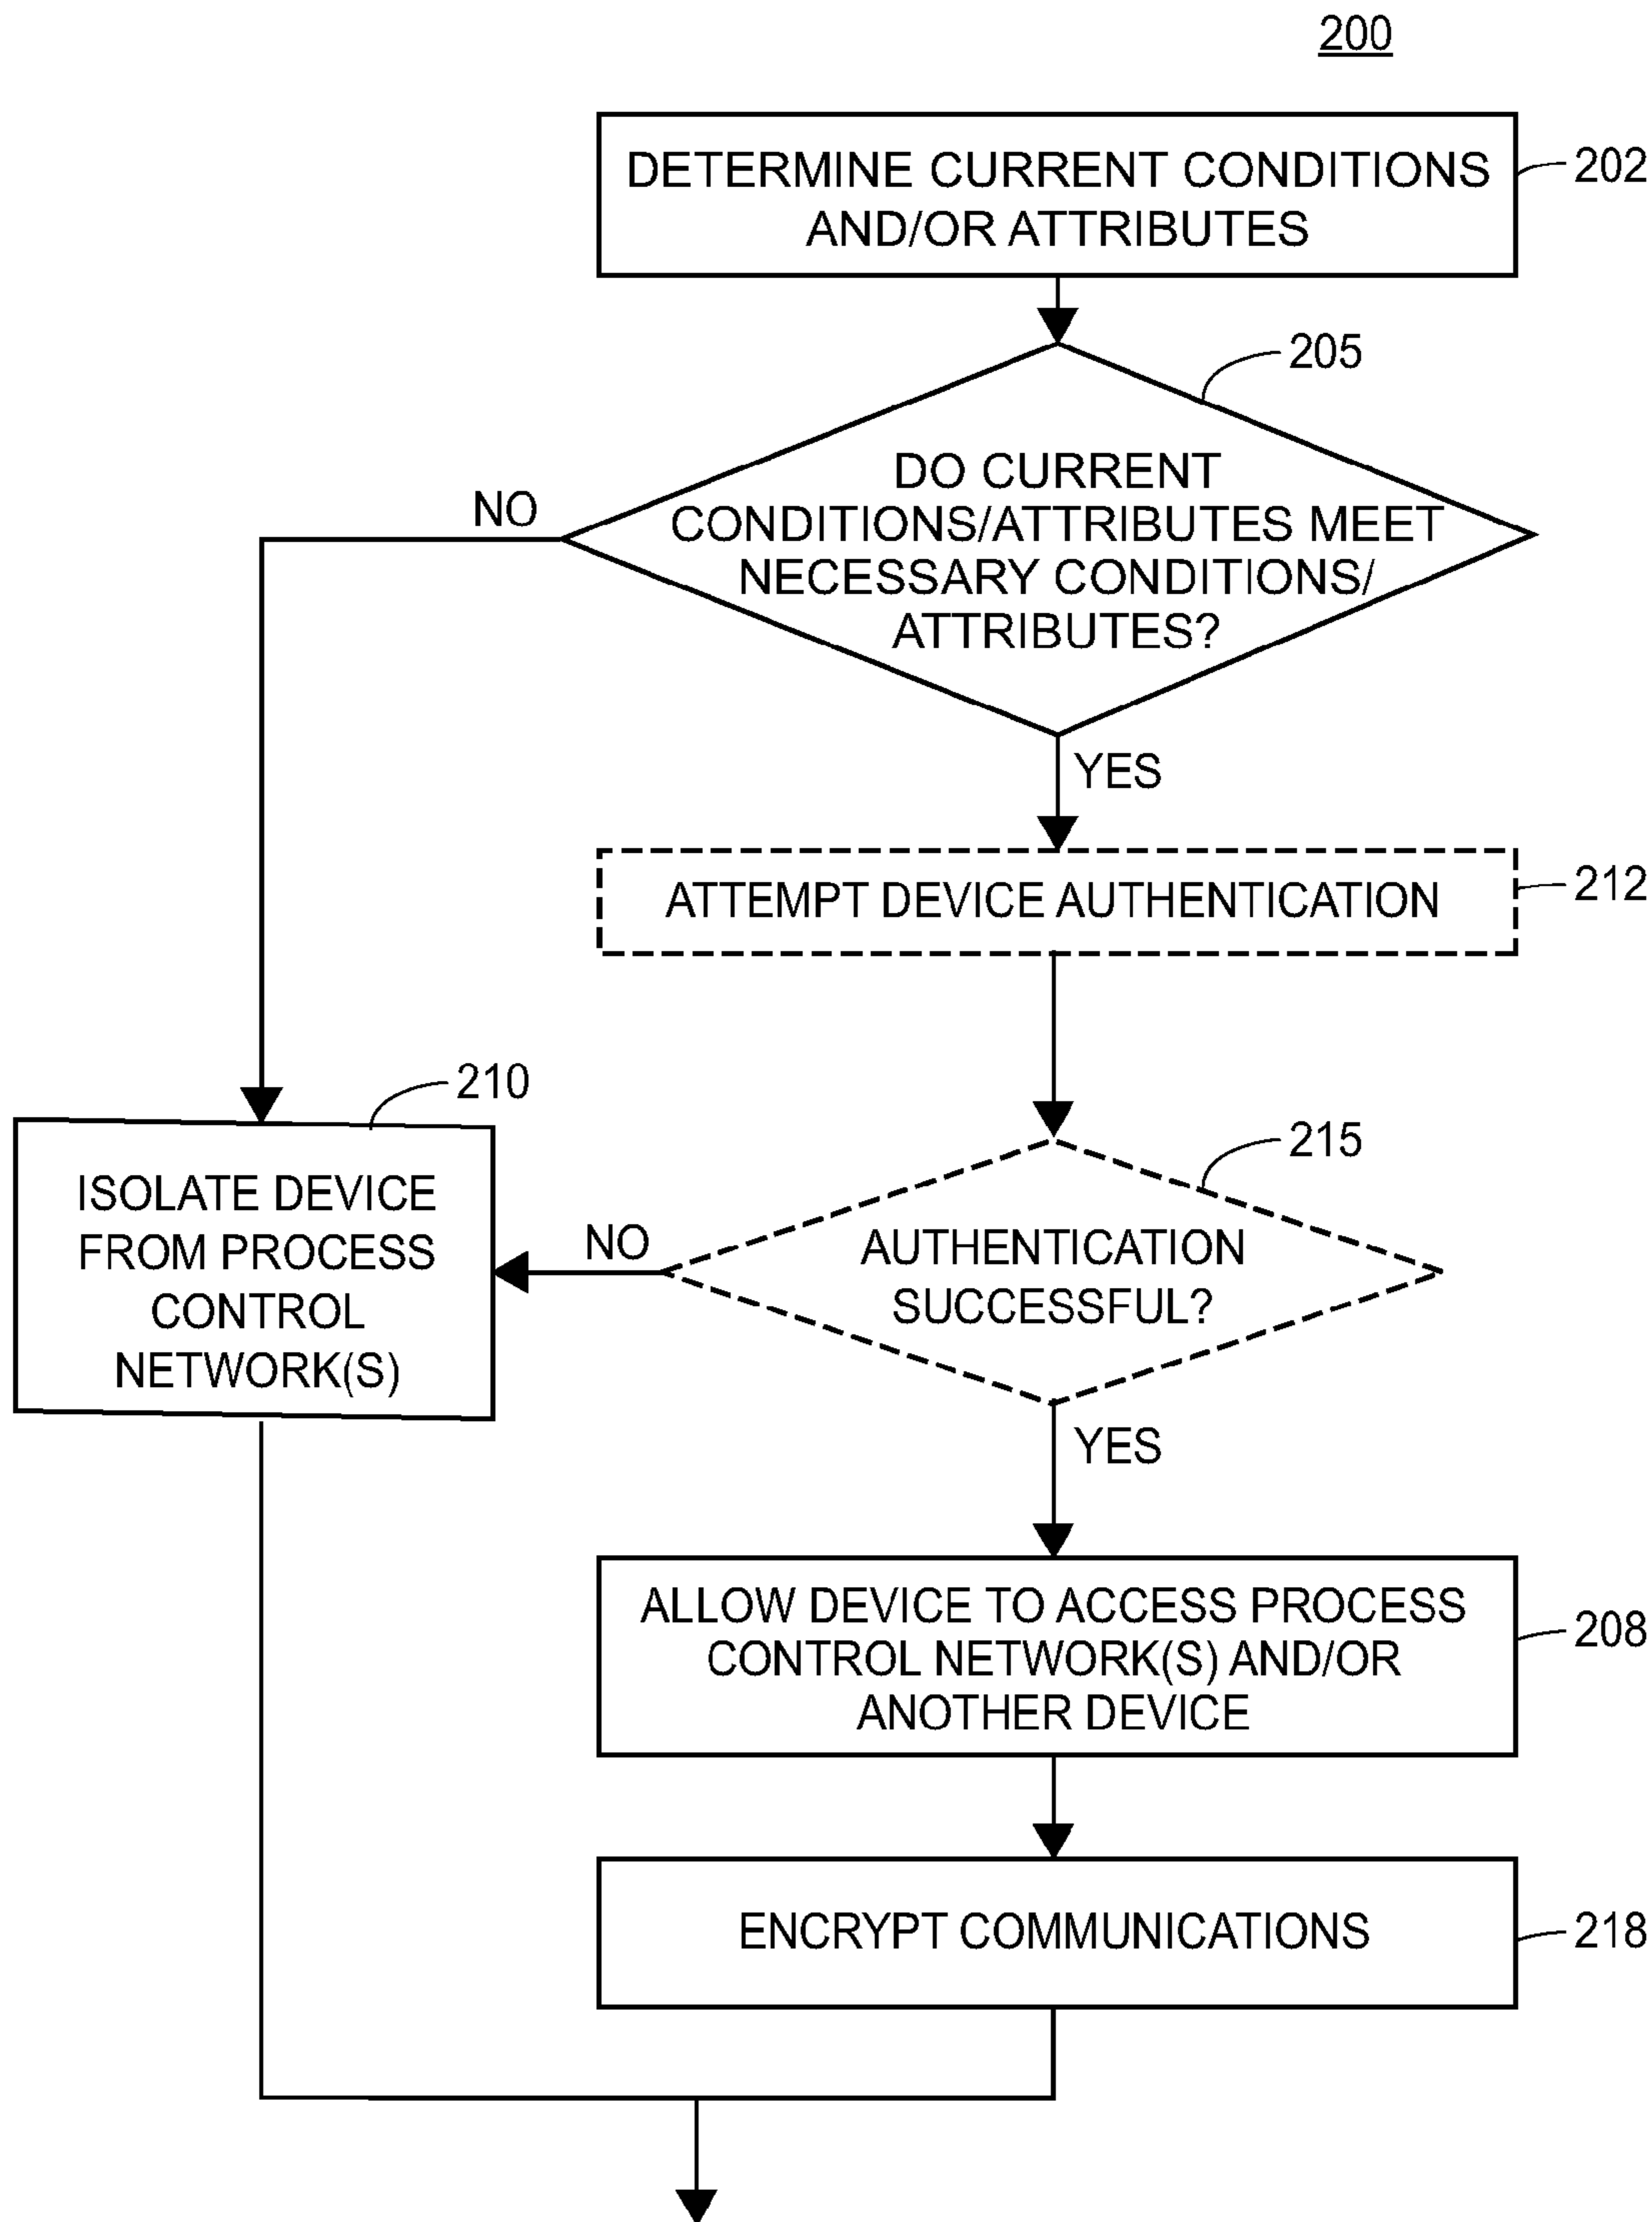 200
DETERMINE CURRENT CONDITIONS
AND/OR ATTRIBUTES
202
205
DO CURRENT
CONDITIONS/ATTRIBUTES MEET
NECESSARY CONDITIONS/
ATTRIBUTES?
NO
YES
ATTEMPT DEVICE AUTHENTICATION
212
210
ISOLATE DEVICE
FROM PROCESS
CONTROL
NETWORK(S)
215
NO
AUTHENTICATION
SUCCESSFUL?
YES
ALLOW DEVICE TO ACCESS PROCESS
CONTROL NETWORK(S) AND/OR
ANOTHER DEVICE
208
ENCRYPT COMMUNICATIONS
218